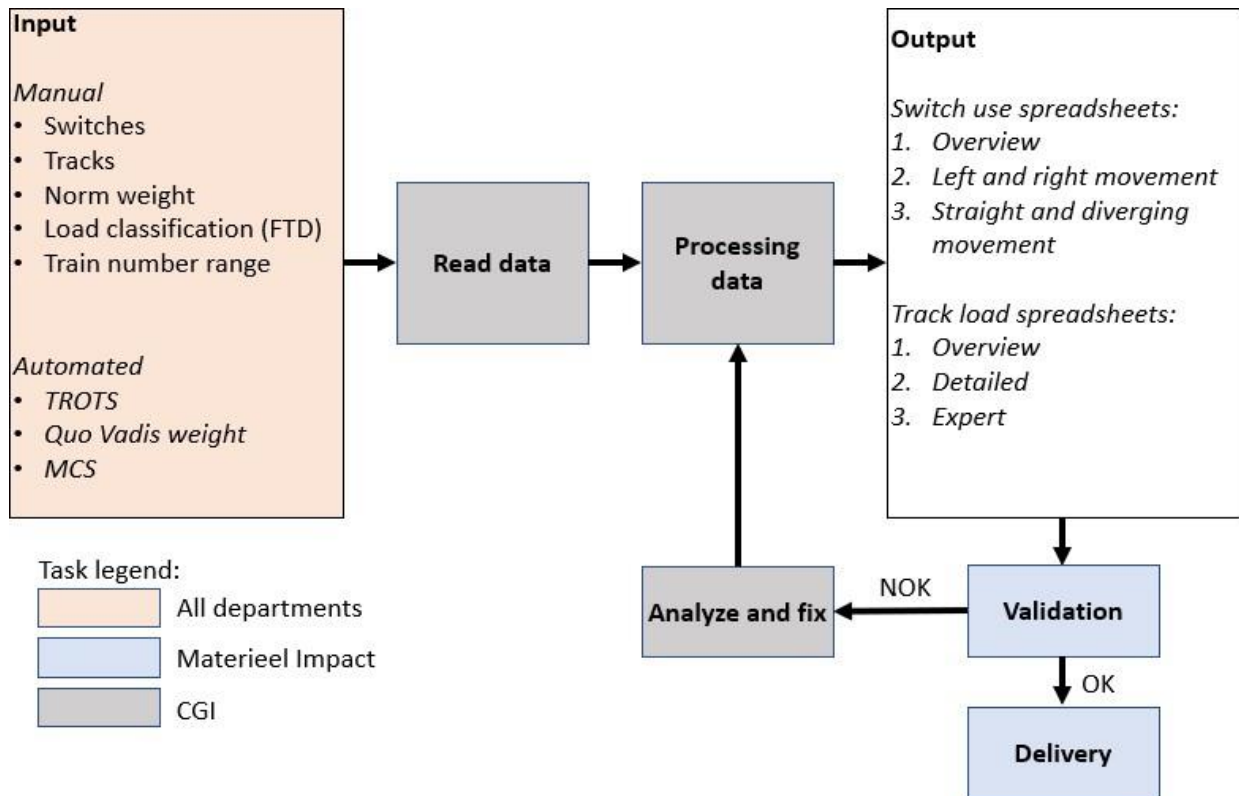 Input
Manual
• Switches
• Tracks
• Norm weight
• Load classification (FTD)
• Train number range
Automated
• TROTS
• Quo Vadis weight
• MCS
Read data
Processing
data
Output
Switch use spreadsheets:
1. Overview
2. Left and right movement
3. Straight and diverging
movement
Track load spreadsheets:
1. Overview
2. Detailed
3. Expert
Validation
NOK
Analyze and fix
OK
Delivery
Task legend:
All departments
Materieel Impact
CGI